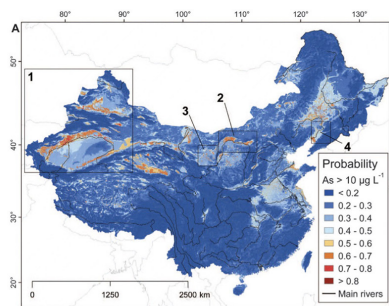 A
80° 90° 100° 110° 120° 130°
1
50°
3
2
40°
4
30°
20°
Probability
As > 10 µg L⁻¹
< 0.2
0.2 - 0.3
0.3 - 0.4
0.4 - 0.5
0.5 - 0.6
0.6 - 0.7
0.7 - 0.8
> 0.8
Main rivers
0 1250 2500 km